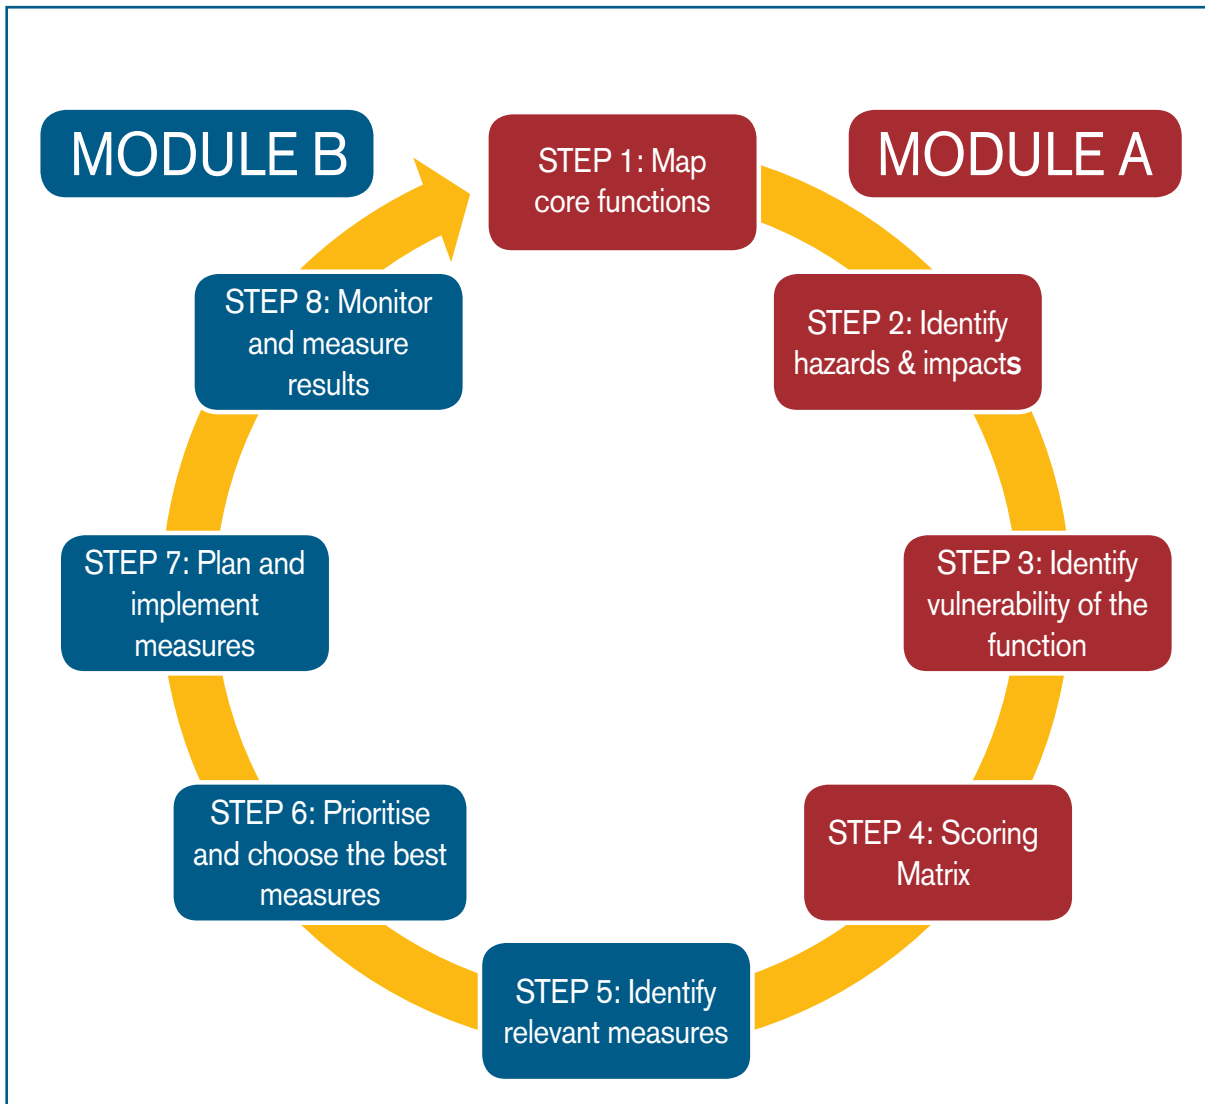 MODULE B
MODULE A
STEP 1: Map
core functions
STEP 2: Identify
hazards & impacts
STEP 3: Identify
vulnerability of the
function
STEP 4: Scoring
Matrix
STEP 5: Identify
relevant measures
STEP 6: Prioritise
and choose the best
measures
STEP 7: Plan and
implement
measures
STEP 8: Monitor
and measure
results